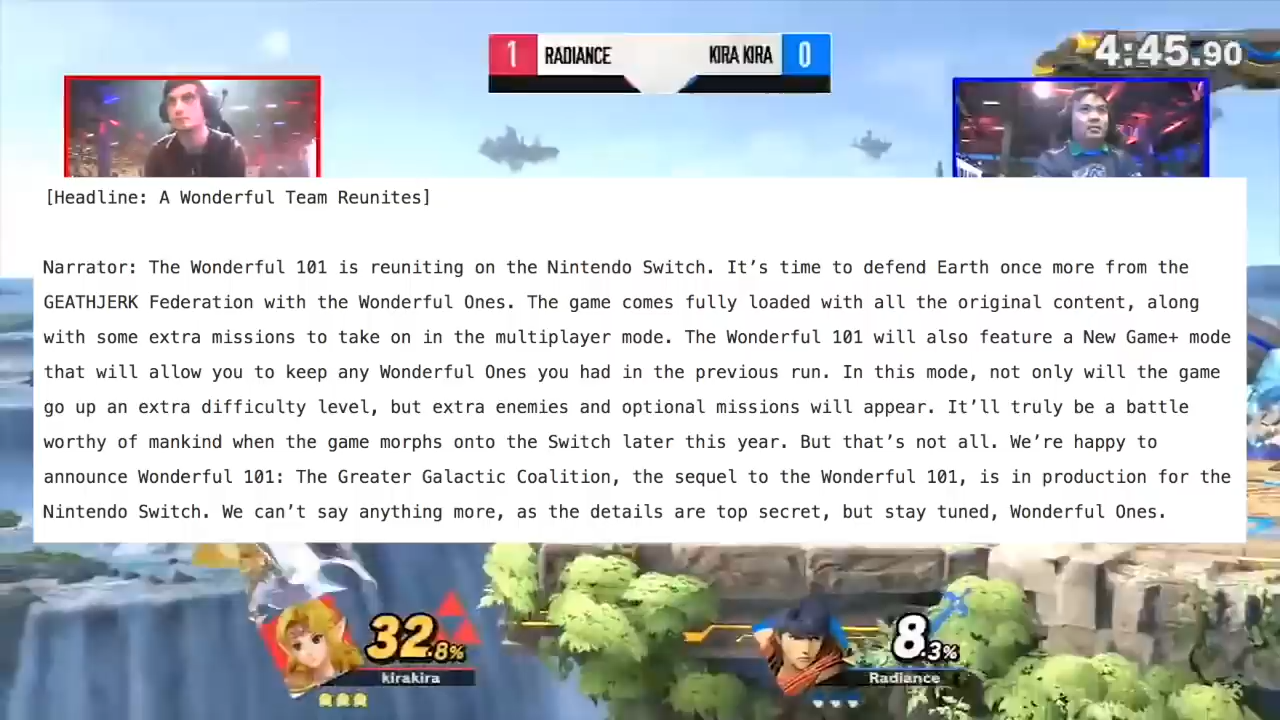 1 RADIANCE KIRA KIRA 0
4:45.90
[Headline: A Wonderful Team Reunites]
Narrator: The Wonderful 101 is reuniting on the Nintendo Switch. It’s time to defend Earth once more from the
GEATHJERK Federation with the Wonderful Ones. The game comes fully loaded with all the original content, along
with some extra missions to take on in the multiplayer mode. The Wonderful 101 will also feature a New Game+ mode
that will allow you to keep any Wonderful Ones you had in the previous run. In this mode, not only will the game
go up an extra difficulty level, but extra enemies and optional missions will appear. It’ll truly be a battle
worthy of mankind when the game morphs onto the Switch later this year. But that’s not all. We’re happy to
announce Wonderful 101: The Greater Galactic Coalition, the sequel to the Wonderful 101, is in production for the
Nintendo Switch. We can’t say anything more, as the details are top secret, but stay tuned, Wonderful Ones.
32.8%
kirakira
8.3%
Radiance